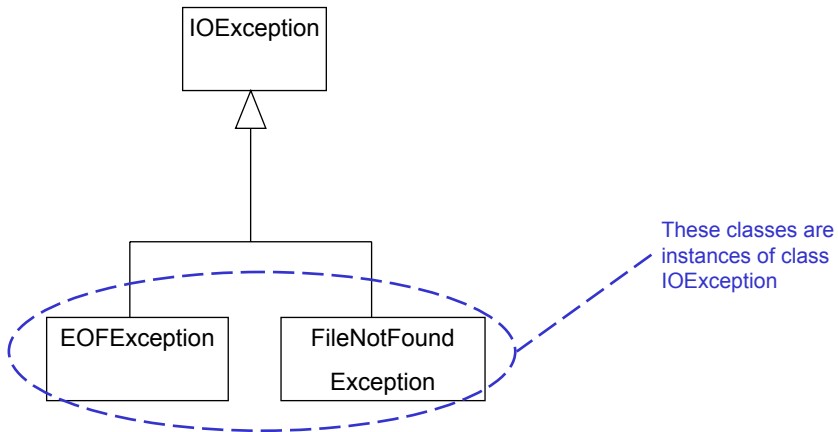 IOException
These classes are
instances of class
IOException
EOFException
FileNotFound
Exception